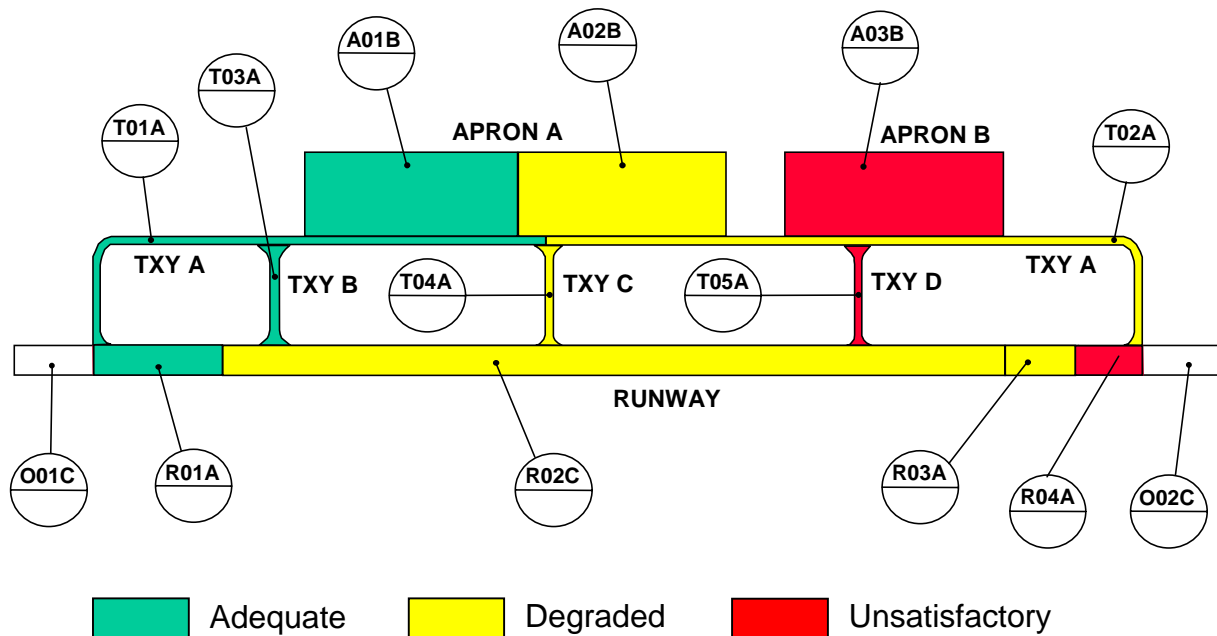 A01B
A02B
A03B
T03A
T01A
APRON A
APRON B
T02A
TXY A
TXY B
T04A
TXY C
T05A
TXY D
TXY A
RUNWAY
O01C
R01A
R02C
R03A
R04A
O02C
Adequate
Degraded
Unsatisfactory